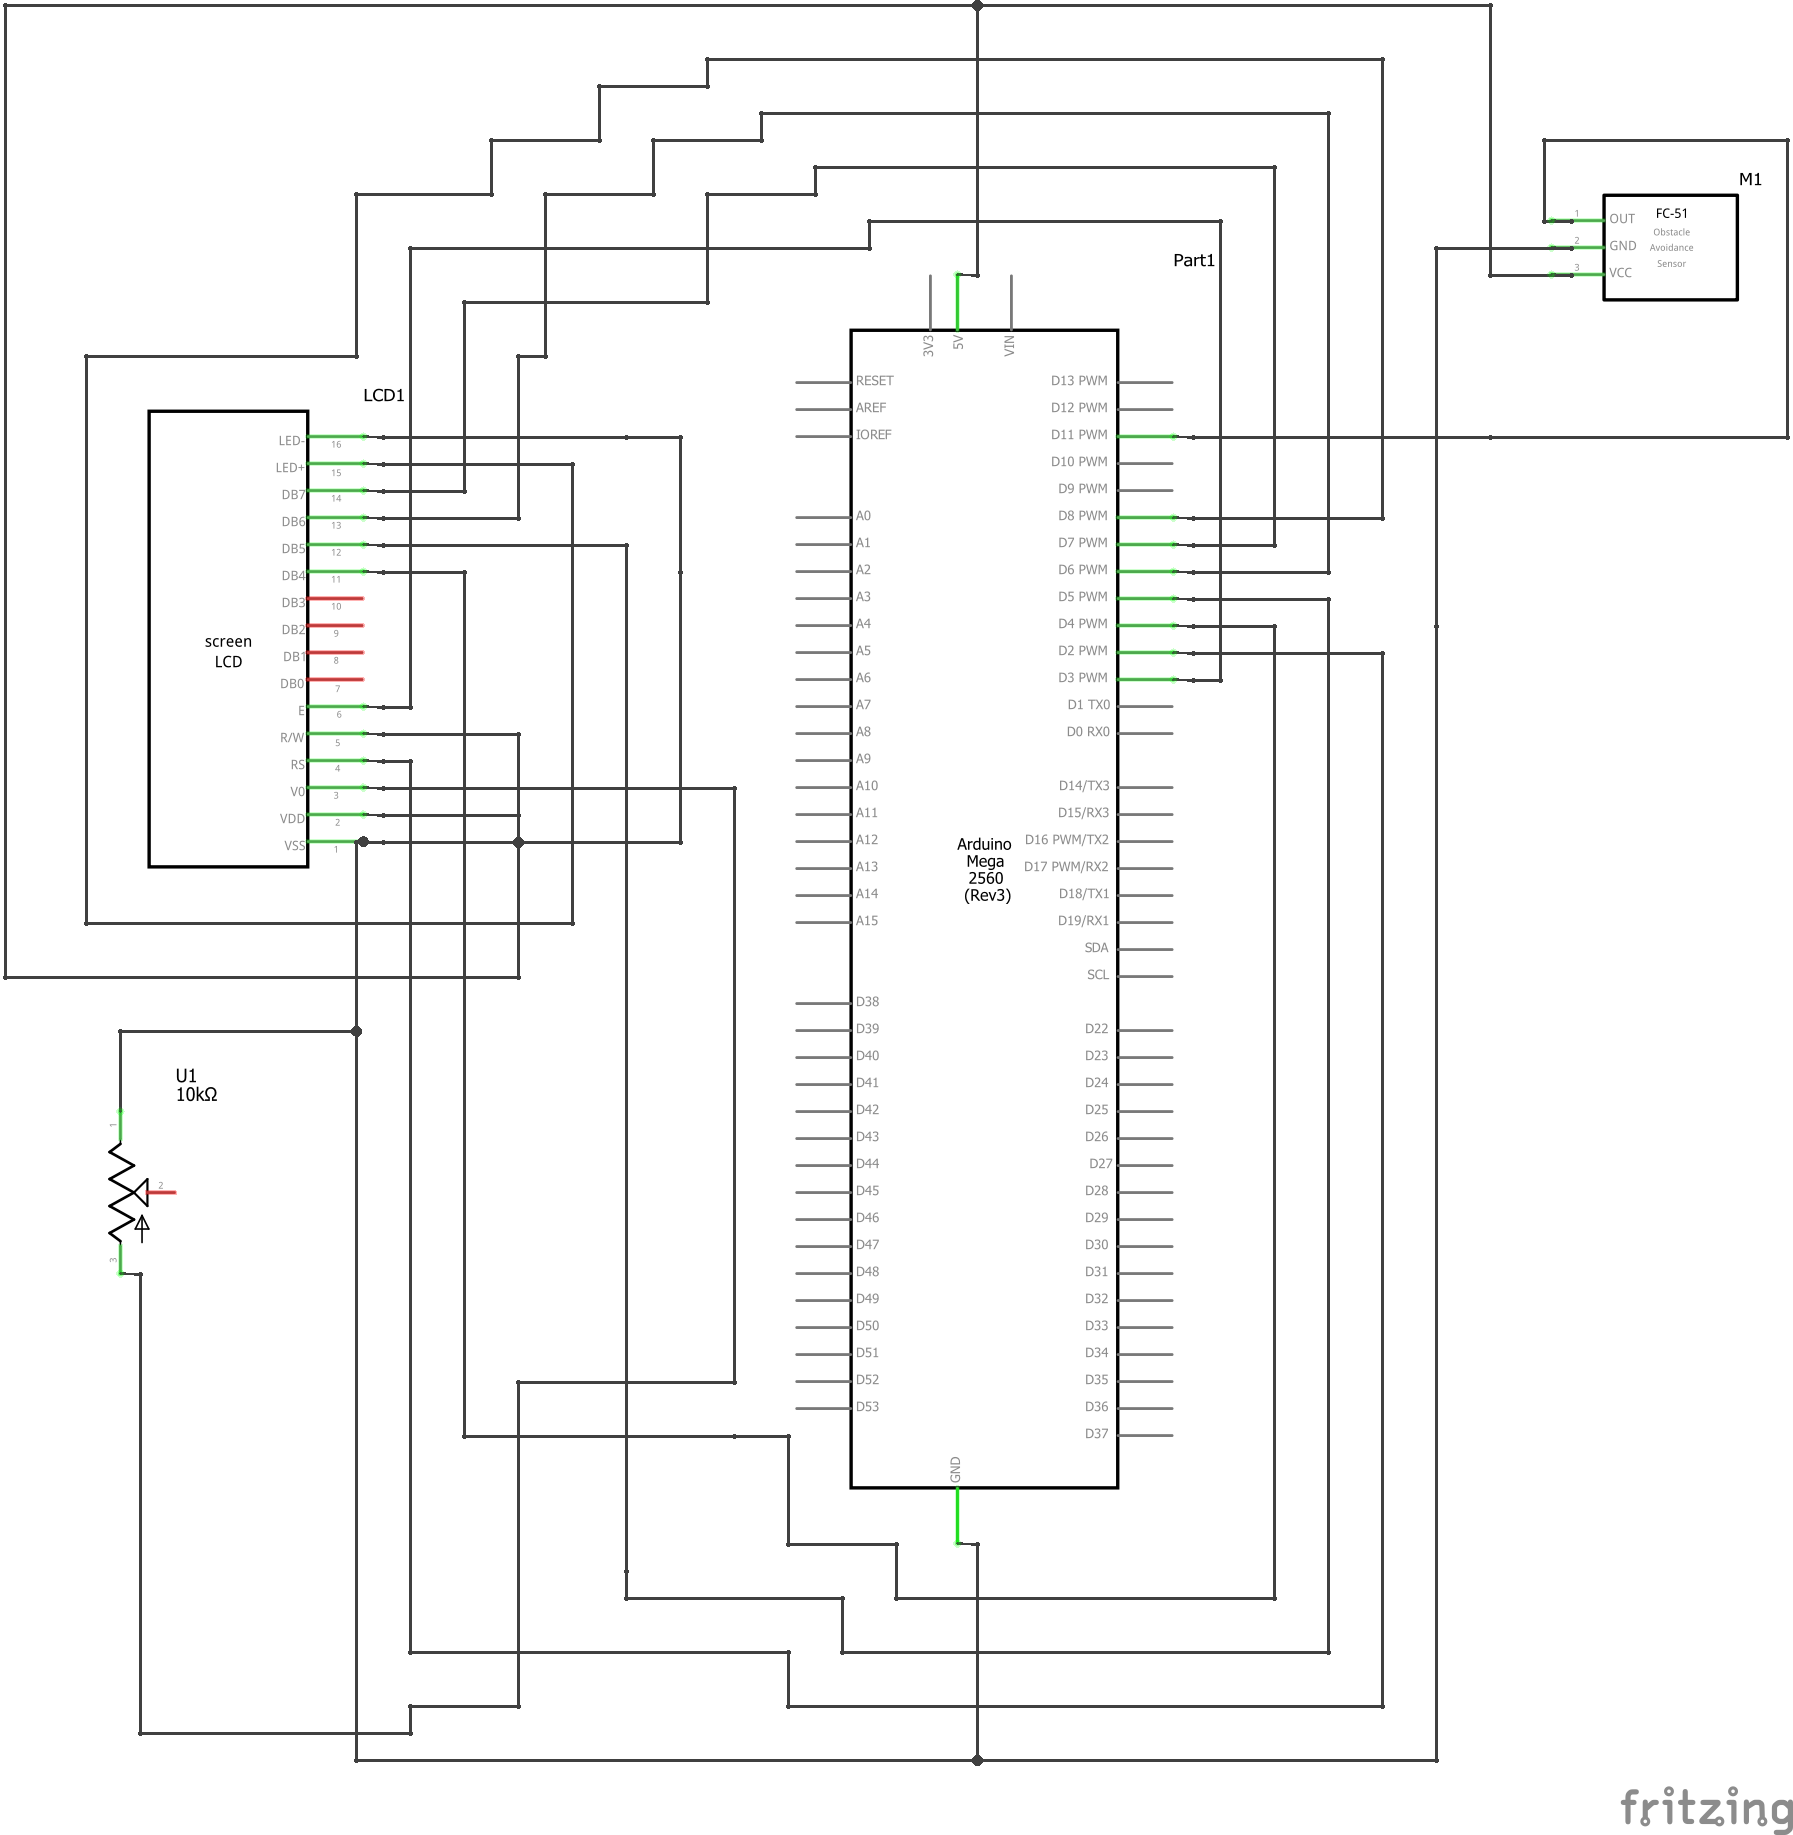 M1
FC-51
Obstacle
Avoidance
Sensor
1
OUT
2
GND
3
VCC
Part1
3V3
5V
VIN
LCD1
screen
LCD
LED-
16
LED+
15
DB7
14
DB6
13
DB5
12
DB4
11
DB3
10
DB2
9
DB1
8
DB0
7
E
6
R/W
5
RS
4
V0
3
VDD
2
VSS
1
RESET
AREF
IOREF
A0
A1
A2
A3
A4
A5
A6
A7
A8
A9
A10
A11
A12
A13
A14
A15
D38
D39
D40
D41
D42
D43
D44
D45
D46
D47
D48
D49
D50
D51
D52
D53
Arduino
Mega
2560
(Rev3)
D13 PWM
D12 PWM
D11 PWM
D10 PWM
D9 PWM
D8 PWM
D7 PWM
D6 PWM
D5 PWM
D4 PWM
D2 PWM
D3 PWM
D1 TX0
D0 RX0
D14/TX3
D15/RX3
D16 PWM/TX2
D17 PWM/RX2
D18/TX1
D19/RX1
SDA
SCL
D22
D23
D24
D25
D26
D27
D28
D29
D30
D31
D32
D33
D34
D35
D36
D37
GND
U1
10kΩ
1
2
3
fritzing